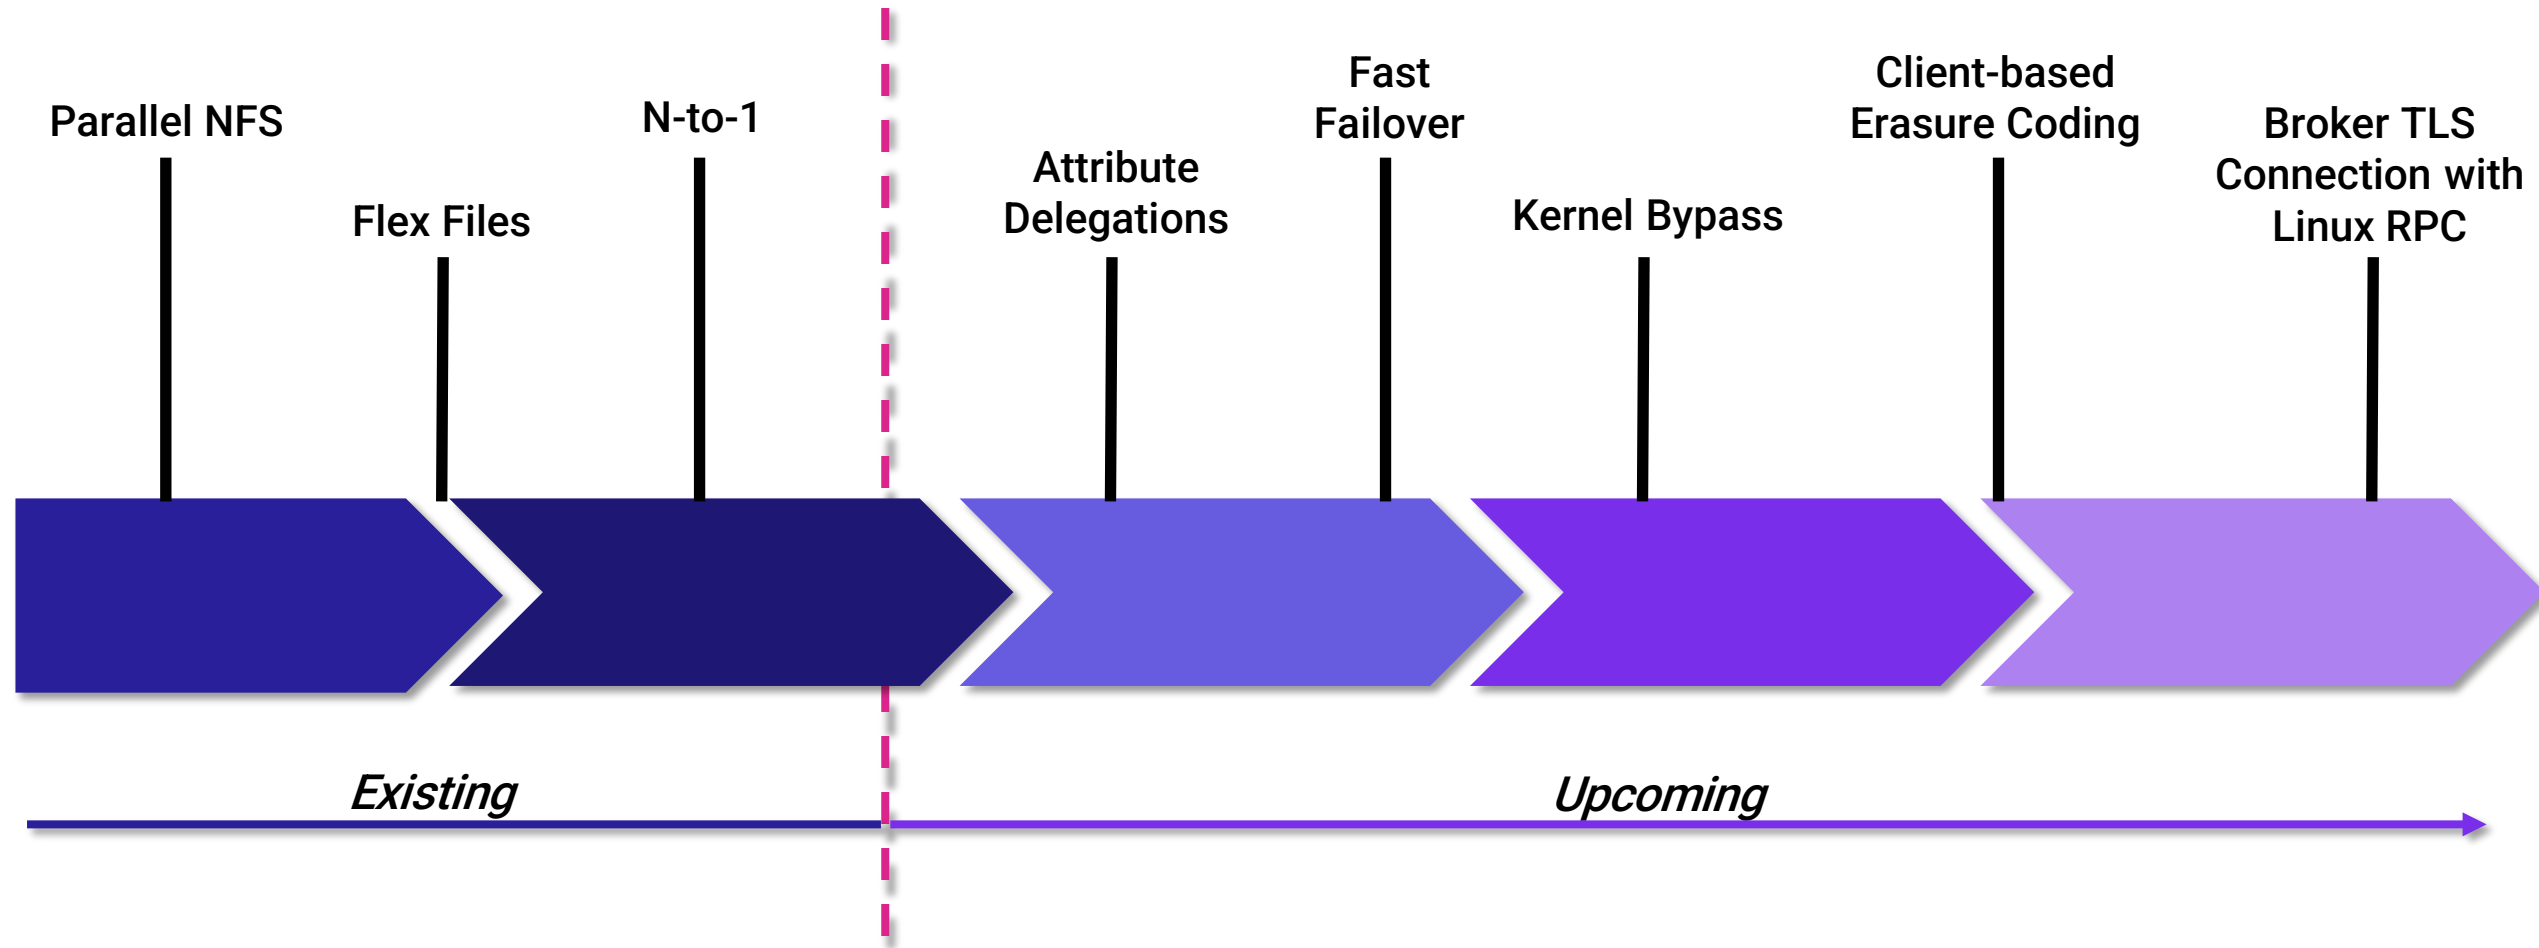 Parallel NFS
Flex Files
N-to-1
Attribute
Delegations
Fast
Failover
Kernel Bypass
Client-based
Erasure Coding
Broker TLS
Connection with
Linux RPC
Existing
Upcoming